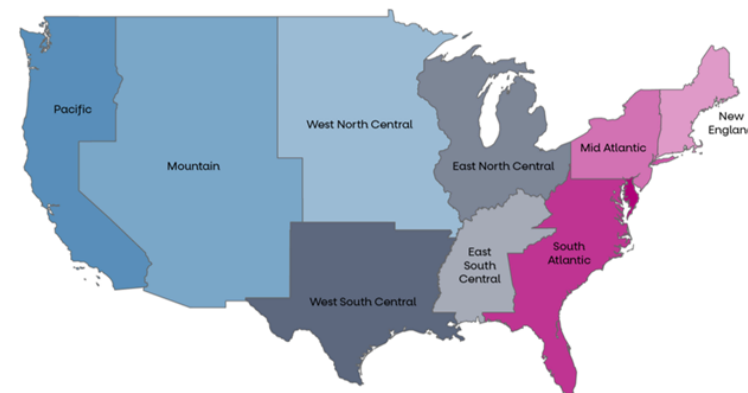 Pacific
Mountain
West North Central
East North Central
Mid Atlantic
New
Englan
East
South
Central
South
Atlantic
West South Central